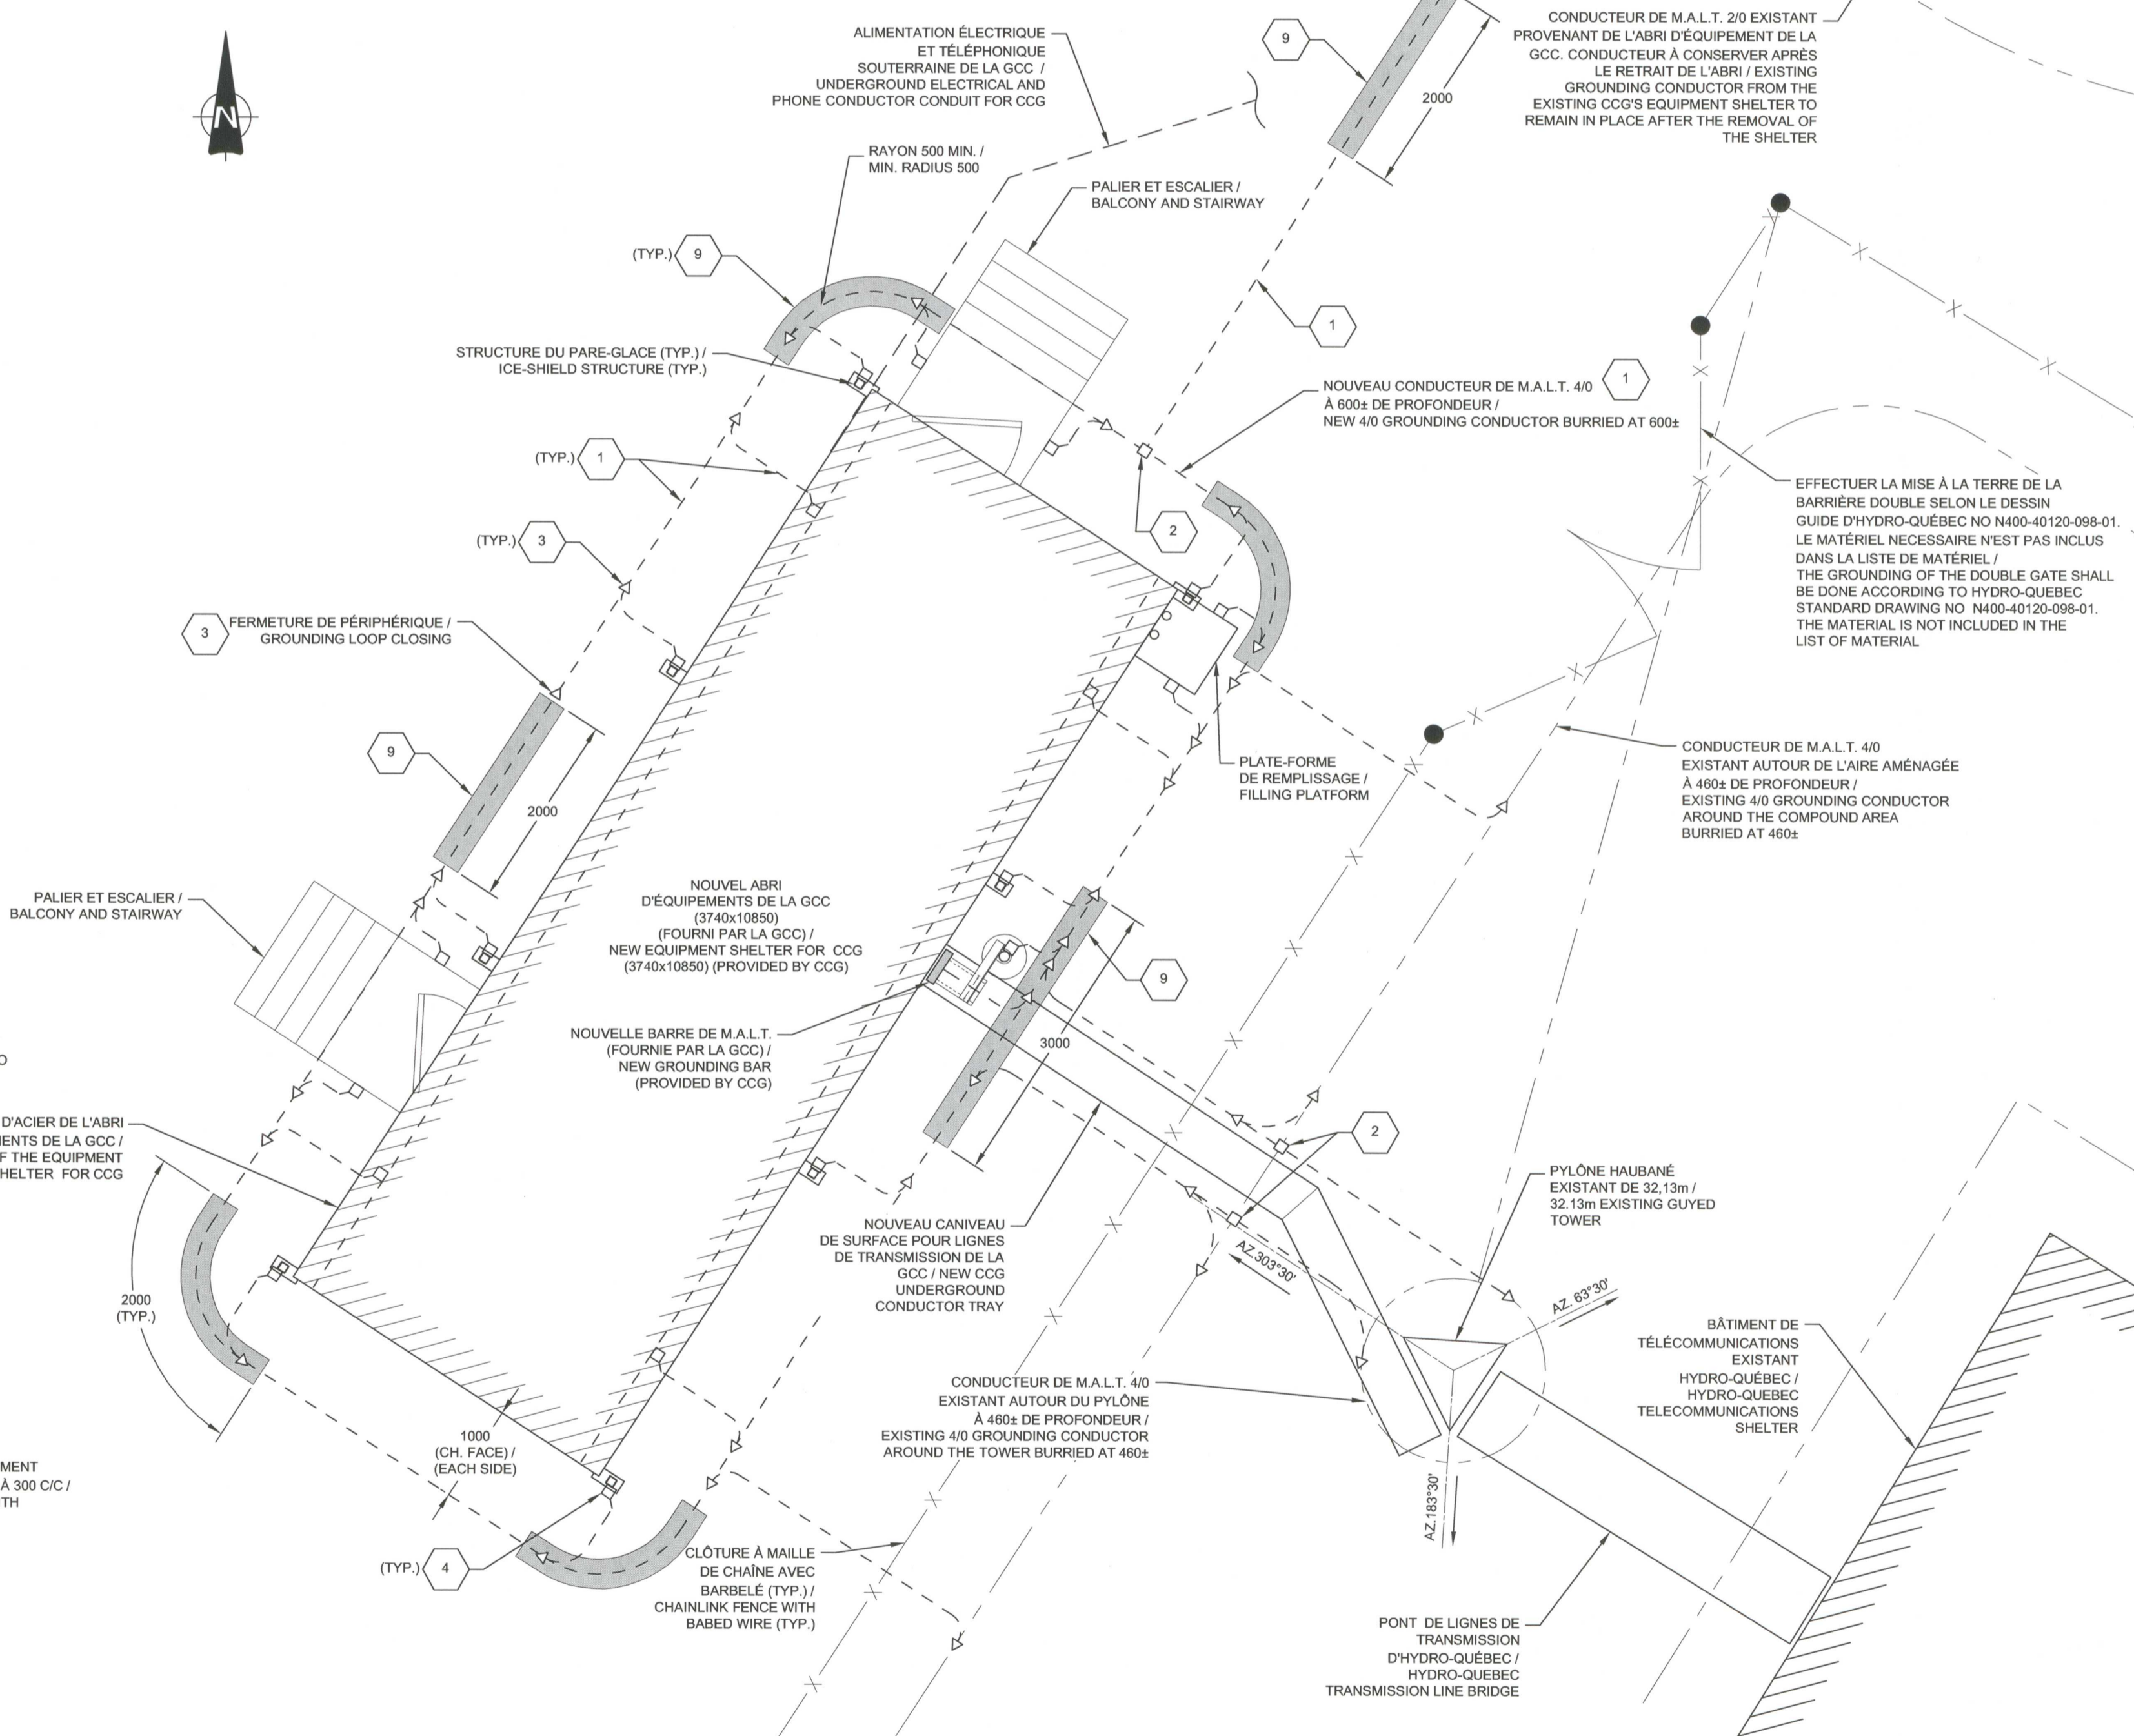 N
ALIMENTATION ÉLECTRIQUE
ET TÉLÉPHONIQUE
SOUTERRAINE DE LA GCC /
UNDERGROUND ELECTRICAL AND
PHONE CONDUCTOR CONDUIT FOR CCG
9
2000
CONDUCTEUR DE M.A.L.T. 2/0 EXISTANT
PROVENANT DE L'ABRI D'ÉQUIPEMENT DE LA
GCC. CONDUCTEUR À CONSERVER APRÈS
LE RETRAIT DE L'ABRI / EXISTING
GROUNDING CONDUCTOR FROM THE
EXISTING CCG'S EQUIPMENT SHELTER TO
REMAIN IN PLACE AFTER THE REMOVAL OF
THE SHELTER
RAYON 500 MIN. /
MIN. RADIUS 500
PALIER ET ESCALIER /
BALCONY AND STAIRWAY
(TYP.) 9
1
STRUCTURE DU PARE-GLACE (TYP.) /
ICE-SHIELD STRUCTURE (TYP.)
NOUVEAU CONDUCTEUR DE M.A.L.T. 4/0 1
À 600± DE PROFONDEUR /
NEW 4/0 GROUNDING CONDUCTOR BURRIED AT 600±
(TYP.) 1
2
(TYP.) 3
EFFECTUER LA MISE À LA TERRE DE LA
BARRIÈRE DOUBLE SELON LE DESSIN
GUIDE D'HYDRO-QUÉBEC NO N400-40120-098-01.
LE MATÉRIEL NECESSAIRE N'EST PAS INCLUS
DANS LA LISTE DE MATÉRIEL /
THE GROUNDING OF THE DOUBLE GATE SHALL
BE DONE ACCORDING TO HYDRO-QUEBEC
STANDARD DRAWING NO N400-40120-098-01.
THE MATERIAL IS NOT INCLUDED IN THE
LIST OF MATERIAL
3 FERMETURE DE PÉRIPHÉRIQUE /
GROUNDING LOOP CLOSING
9
2000
PLATE-FORME
DE REMPLISSAGE /
FILLING PLATFORM
CONDUCTEUR DE M.A.L.T. 4/0
EXISTANT AUTOUR DE L'AIRE AMÉNAGÉE
À 460± DE PROFONDEUR /
EXISTING 4/0 GROUNDING CONDUCTOR
AROUND THE COMPOUND AREA
BURRIED AT 460±
PALIER ET ESCALIER /
BALCONY AND STAIRWAY
NOUVEL ABRI
D'ÉQUIPEMENTS DE LA GCC
(3740x10850)
(FOURNI PAR LA GCC) /
NEW EQUIPMENT SHELTER FOR CCG
(3740x10850) (PROVIDED BY CCG)
9
NOUVELLE BARRE DE M.A.L.T.
(FOURNIE PAR LA GCC) /
NEW GROUNDING BAR
(PROVIDED BY CCG)
3000
O
D'ACIER DE L'ABRI
MENTS DE LA GCC /
F THE EQUIPMENT
HELTER FOR CCG
2
2000
(TYP.)
NOUVEAU CANIVEAU
DE SURFACE POUR LIGNES
DE TRANSMISSION DE LA
GCC / NEW CCG
UNDERGROUND
CONDUCTOR TRAY
PYLÔNE HAUBANÉ
EXISTANT DE 32,13m /
32.13m EXISTING GUYED
TOWER
AZ.303°30'
AZ. 63°30'
AZ.183°30'
BÂTIMENT DE
TÉLÉCOMMUNICATIONS
EXISTANT
HYDRO-QUÉBEC /
HYDRO-QUEBEC
TELECOMMUNICATIONS
SHELTER
CONDUCTEUR DE M.A.L.T. 4/0
EXISTANT AUTOUR DU PYLÔNE
À 460± DE PROFONDEUR /
EXISTING 4/0 GROUNDING CONDUCTOR
AROUND THE TOWER BURRIED AT 460±
1000
(CH. FACE) /
(EACH SIDE)
MENT
À 300 C/C /
TH
(TYP.) 4
CLÔTURE À MAILLE
DE CHAÎNE AVEC
BARBELÉ (TYP.) /
CHAINLINK FENCE WITH
BABED WIRE (TYP.)
PONT DE LIGNES DE
TRANSMISSION
D'HYDRO-QUÉBEC /
HYDRO-QUEBEC
TRANSMISSION LINE BRIDGE